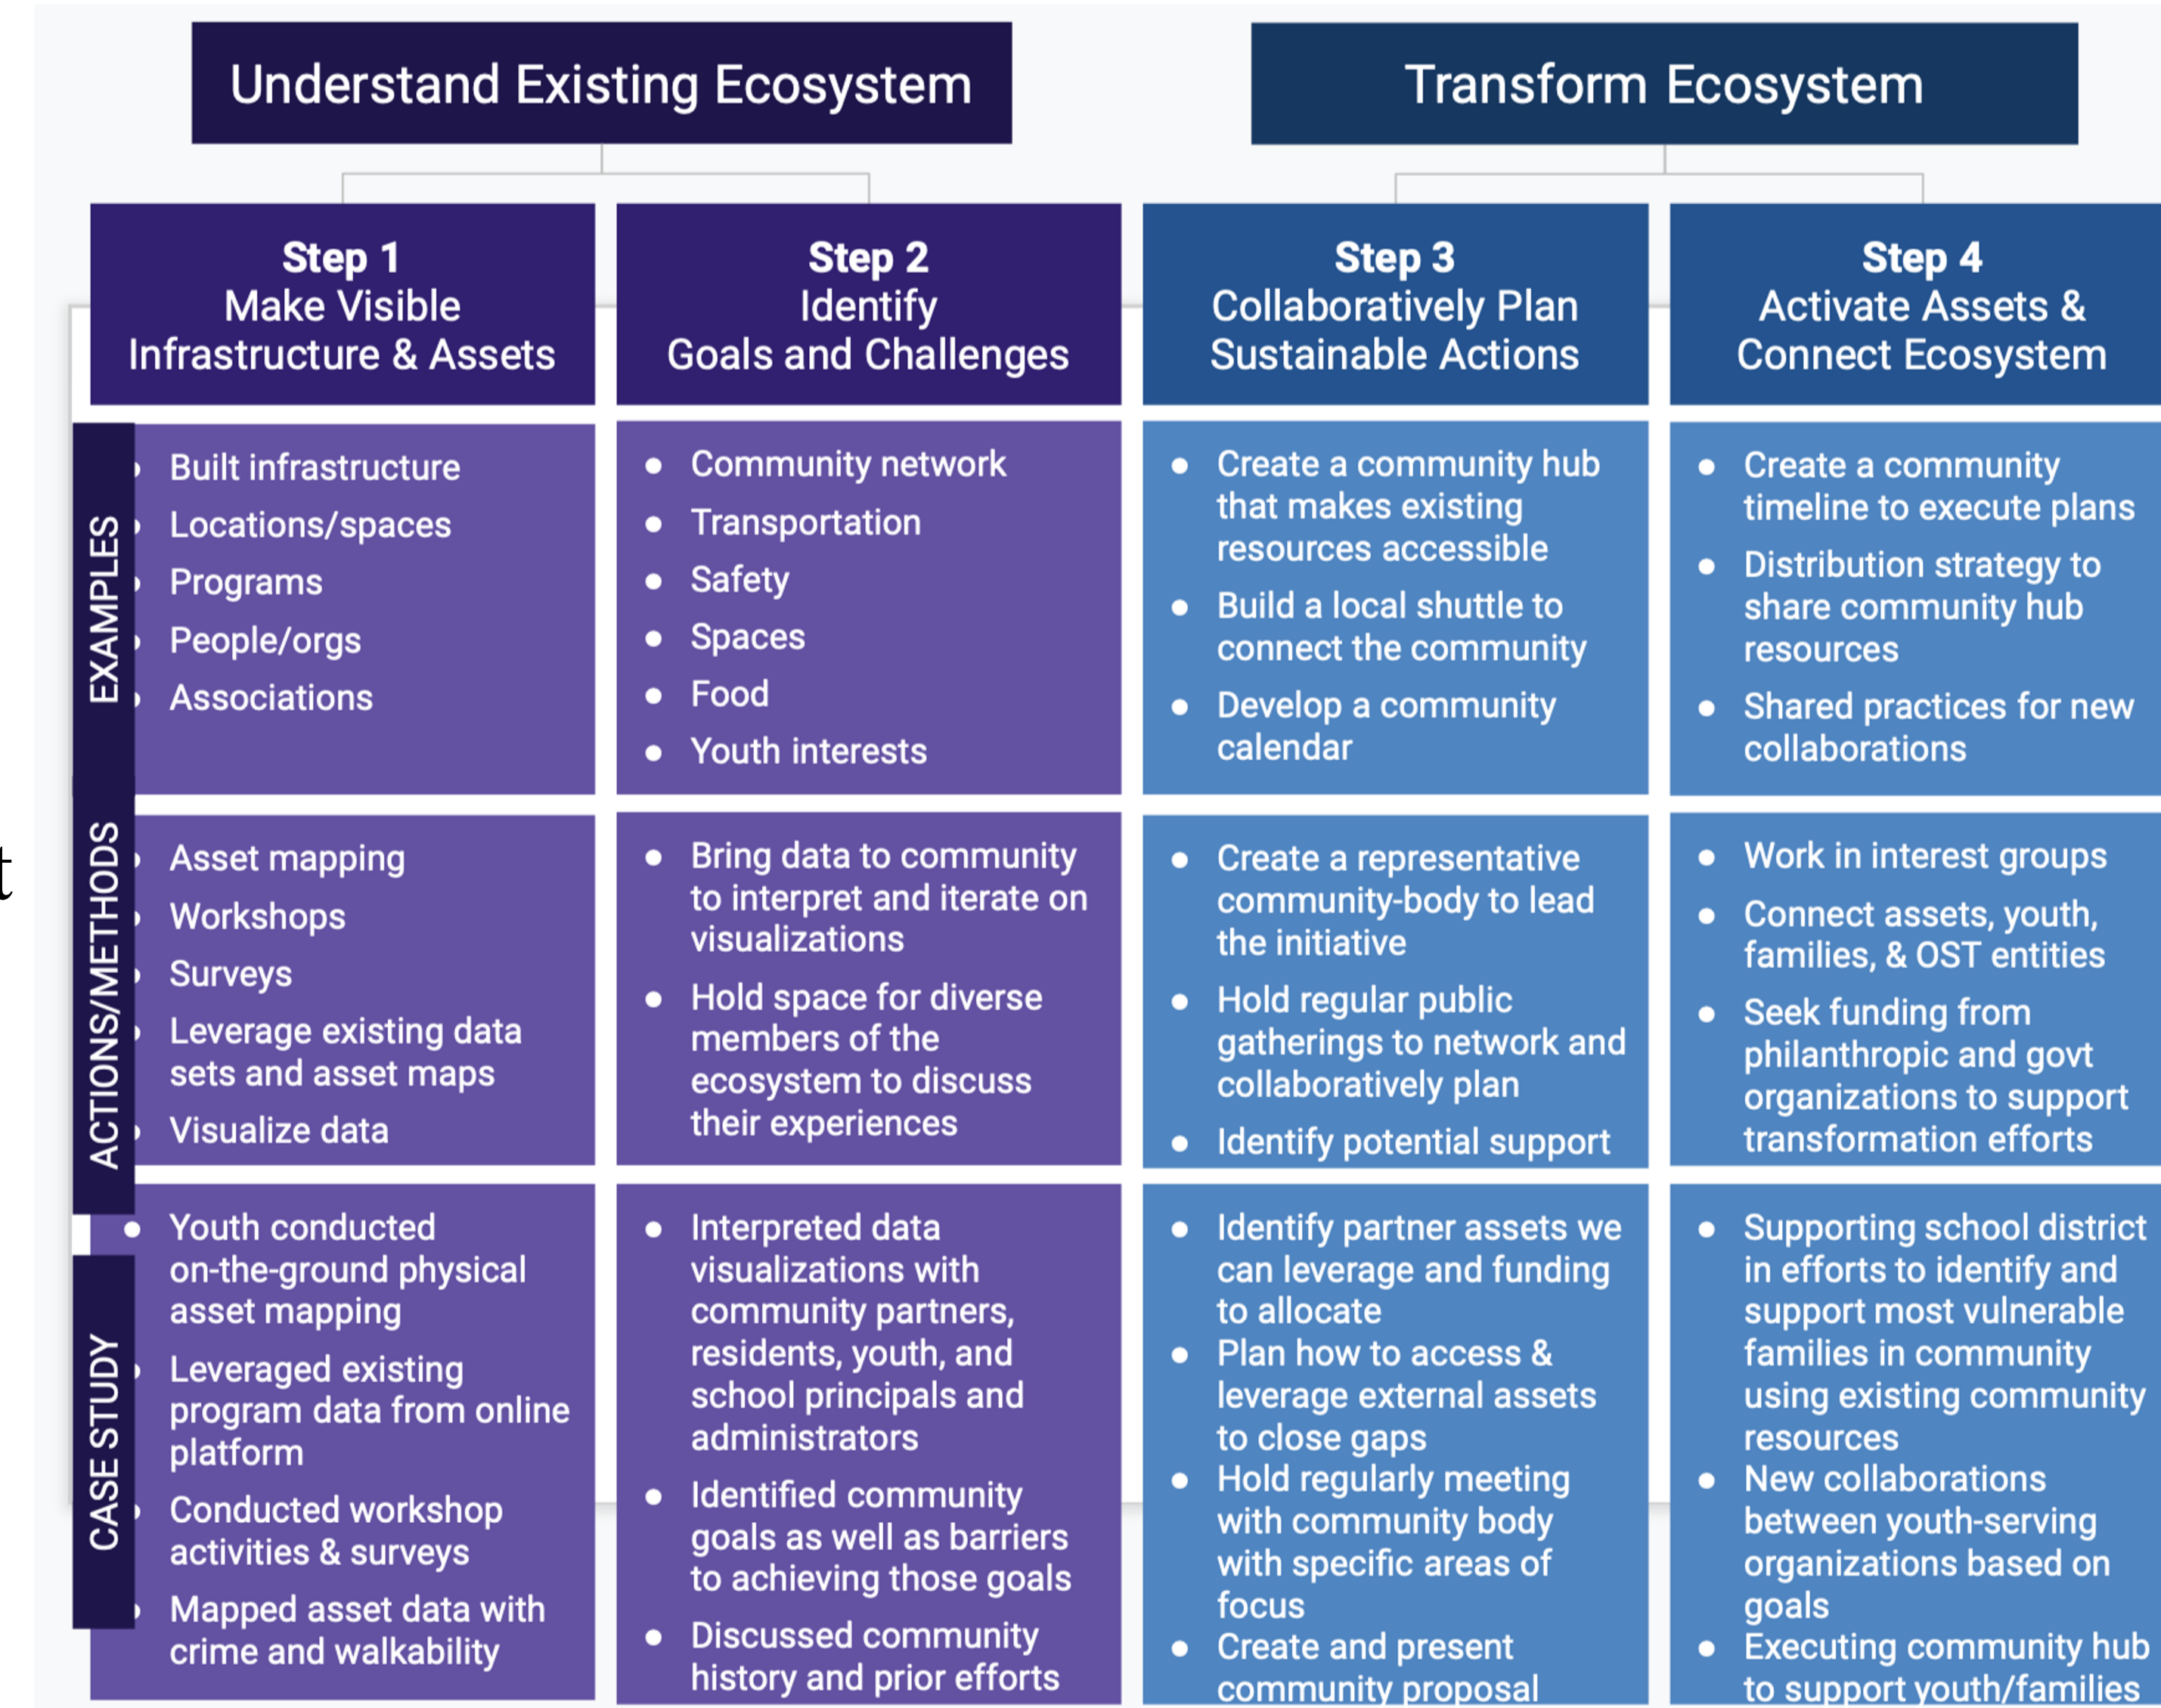 Understand Existing Ecosystem
Transform Ecosystem
Step 1
Make Visible
Infrastructure & Assets
Step 2
Identify
Goals and Challenges
Step 3
Collaboratively Plan
Sustainable Actions
Step 4
Activate Assets &
Connect Ecosystem
EXAMPLES
Built infrastructure
Locations/spaces
Programs
People/orgs
Associations
Community network
Transportation
Safety
Spaces
Food
Youth interests
Create a community hub
that makes existing
resources accessible
Build a local shuttle to
connect the community
Develop a community
calendar
Create a community
timeline to execute plans
Distribution strategy to
share community hub
resources
Shared practices for new
collaborations
t
ACTIONS/METHODS
Asset mapping
Workshops
Surveys
Leverage existing data
sets and asset maps
Visualize data
Bring data to community
to interpret and iterate on
visualizations
Hold space for diverse
members of the
ecosystem to discuss
their experiences
Create a representative
community-body to lead
the initiative
Hold regular public
gatherings to network and
collaboratively plan
Identify potential support
Work in interest groups
Connect assets, youth,
families, & OST entities
Seek funding from
philanthropic and govt
organizations to support
transformation efforts
CASE STUDY
Youth conducted
on-the-ground physical
asset mapping
Leveraged existing
program data from online
platform
Conducted workshop
activities & surveys
Mapped asset data with
crime and walkability
Interpreted data
visualizations with
community partners,
residents, youth, and
school principals and
administrators
Identified community
goals as well as barriers
to achieving those goals
Discussed community
history and prior efforts
Identify partner assets we
can leverage and funding
to allocate
Plan how to access &
leverage external assets
to close gaps
Hold regularly meeting
with community body
with specific areas of
focus
Create and present
community proposal
Supporting school district
in efforts to identify and
support most vulnerable
families in community
using existing community
resources
New collaborations
between youth-serving
organizations based on
goals
Executing community hub
to support youth/families